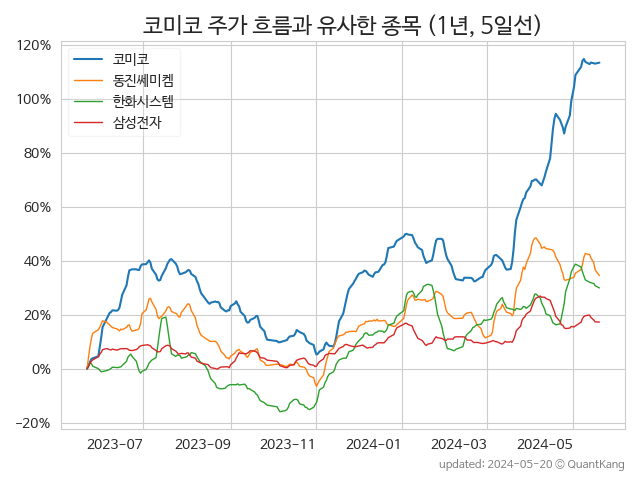 코미코 주가 흐름과 유사한 종목 (1년, 5일선)
120%
100%
80%
60%
40%
20%
0%
−20%
코미코
동진쎄미켐
한화시스템
삼성전자
2023-07
2023-09
2023-11
2024-01
2024-03
2024-05
updated: 2024-05-20 © QuantKang